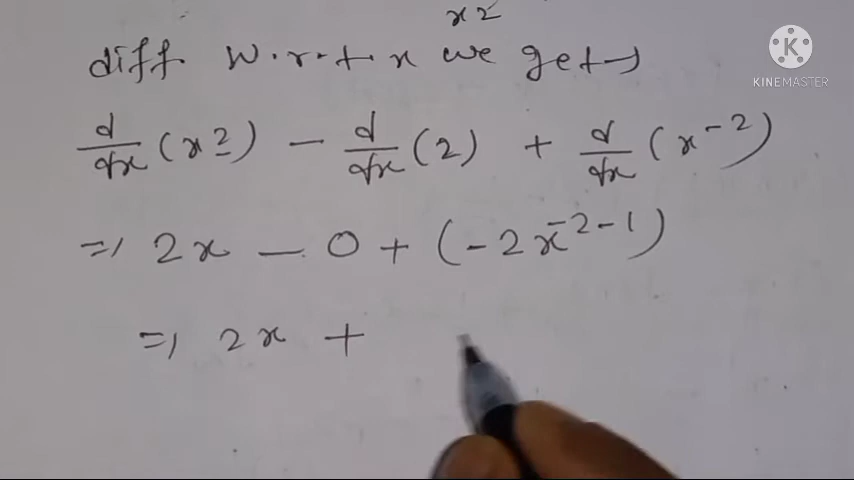 x2
diff. w.r.t. x we get →
d/dx (x2) - d/dx (2) + d/dx (x^-2)
=> 2x - 0 + (-2x^-2-1)
=> 2x +
K
KINEMASTER